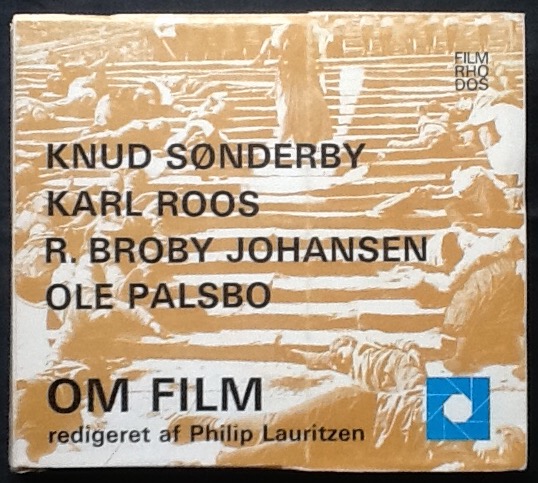 FILM
RHO
DOS
KNUD SØNDERBY
KARL ROOS
R. BROBY JOHANSEN
OLE PALSBO
OM FILM
redigeret af Philip Lauritzen